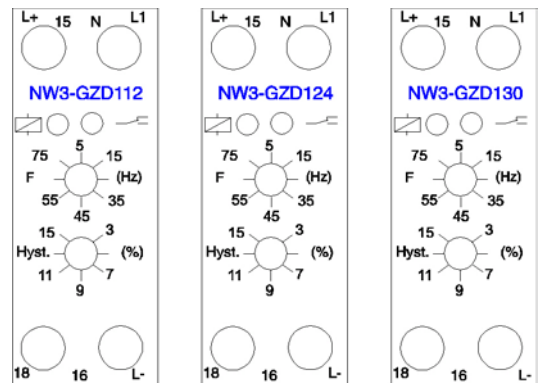 L+ 15 N L1
NW3-GZD112
5
75 15
F (Hz)
55 35
45
15 3
Hyst. (%)
11 7
9
18 16 L-
L+ 15 N L1
NW3-GZD124
5
75 15
F (Hz)
55 35
45
15 3
Hyst. (%)
11 7
9
18 16 L-
L+ 15 N L1
NW3-GZD130
5
75 15
F (Hz)
55 35
45
15 3
Hyst. (%)
11 7
9
18 16 L-